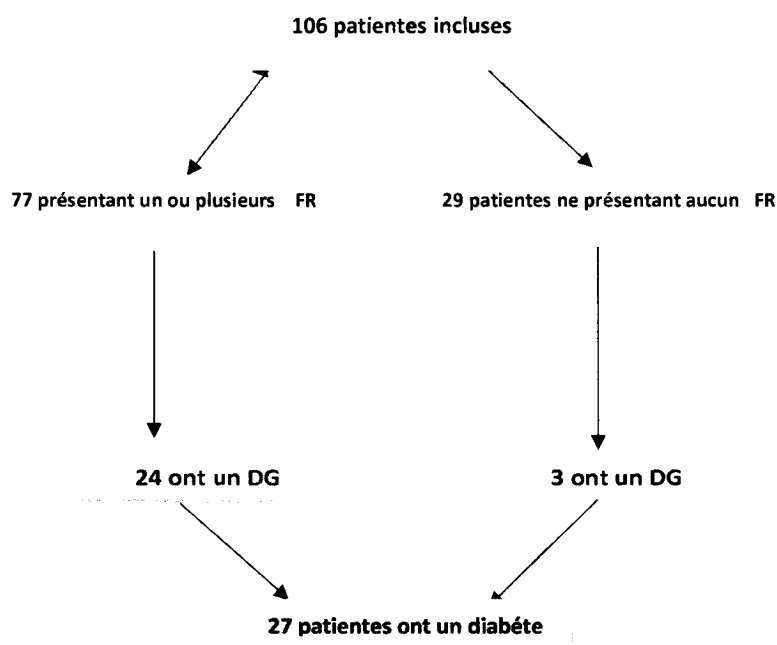 106 patientes incluses
77 présentant un ou plusieurs FR
29 patientes ne présentant aucun FR
24 ont un DG
3 ont un DG
27 patientes ont un diabéte